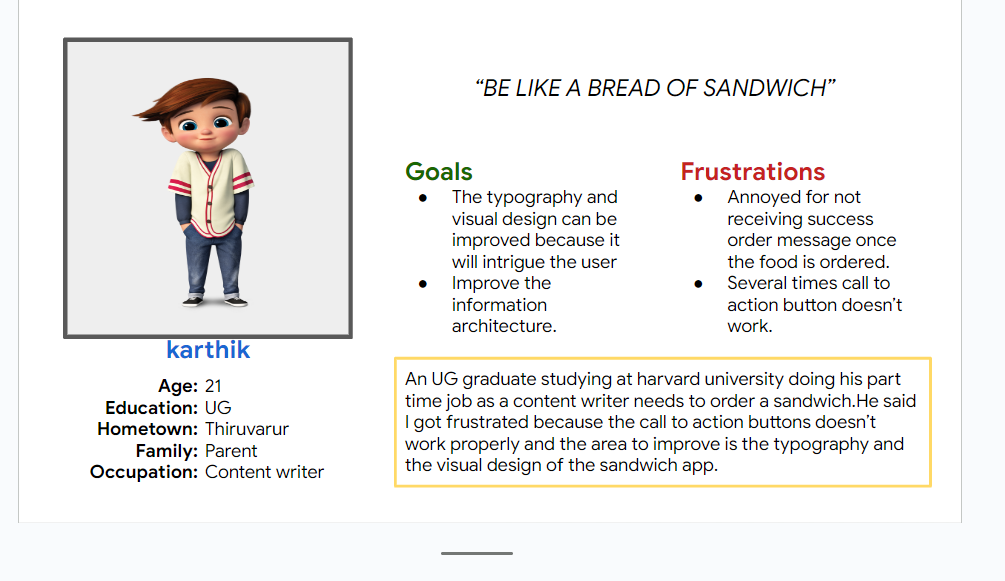 “BE LIKE A BREAD OF SANDWICH”
Goals
● The typography and
visual design can be
improved because it
will intrigue the user
● Improve the
information
architecture.
Frustrations
● Annoyed for not
receiving success
order message once
the food is ordered.
● Several times call to
action button doesn’t
work.
karthik
Age: 21
Education: UG
Hometown: Thiruvarur
Family: Parent
Occupation: Content writer
An UG graduate studying at harvard university doing his part
time job as a content writer needs to order a sandwich.He said
I got frustrated because the call to action buttons doesn’t
work properly and the area to improve is the typography and
the visual design of the sandwich app.